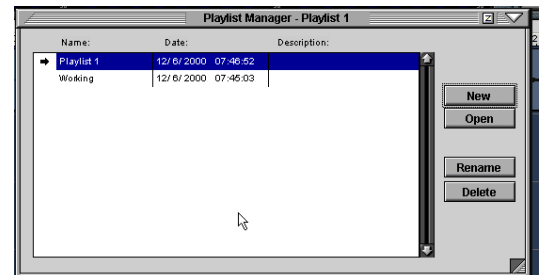 Playlist Manager - Playlist 1 Z
Name: Date: Description:
Playlist 1 12/ 6/ 2000 07:46:52
Working 12/ 6/ 2000 07:45:03
New
Open
Rename
Delete